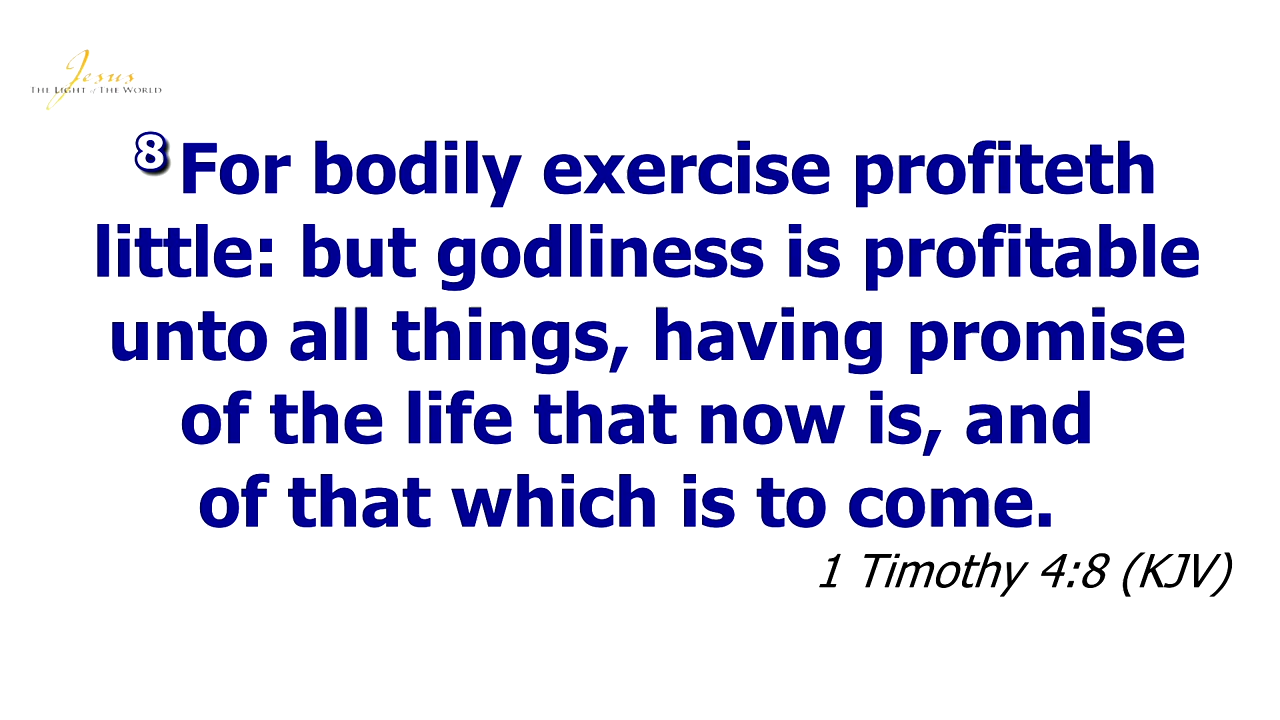 Jesus
THE LIGHT of THE WORLD
8 For bodily exercise profiteth
little: but godliness is profitable
unto all things, having promise
of the life that now is, and
of that which is to come.
1 Timothy 4:8 (KJV)